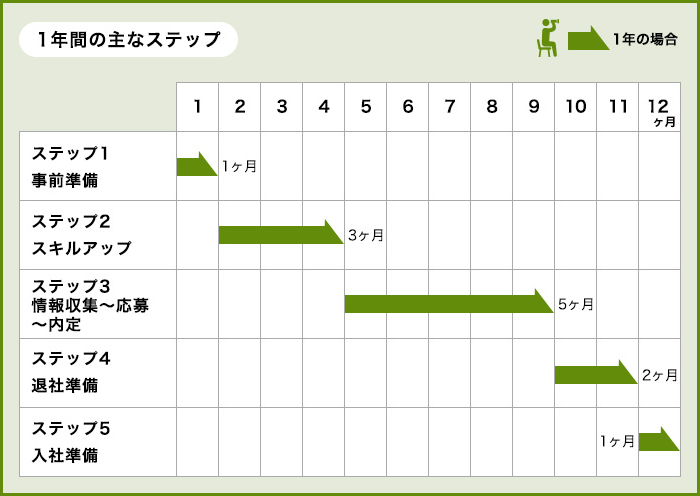 1年間の主なステップ
1年の場合
1 2 3 4 5 6 7 8 9 10 11 12
ヶ月
ステップ1
事前準備
1ヶ月
ステップ2
スキルアップ
3ヶ月
ステップ3
情報収集～応募
～内定
5ヶ月
ステップ4
退社準備
2ヶ月
ステップ5
入社準備
1ヶ月